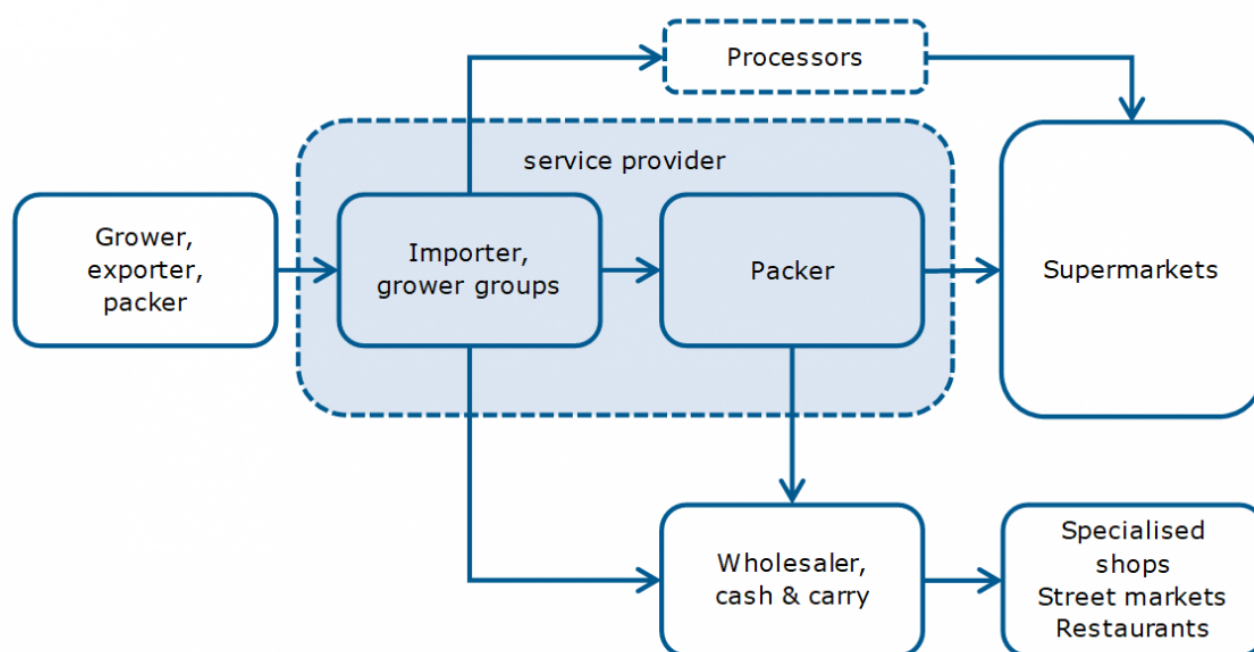 Processors
service provider
Grower,
exporter,
packer
Importer,
grower groups
Packer
Supermarkets
Wholesaler,
cash & carry
Specialised
shops
Street markets
Restaurants